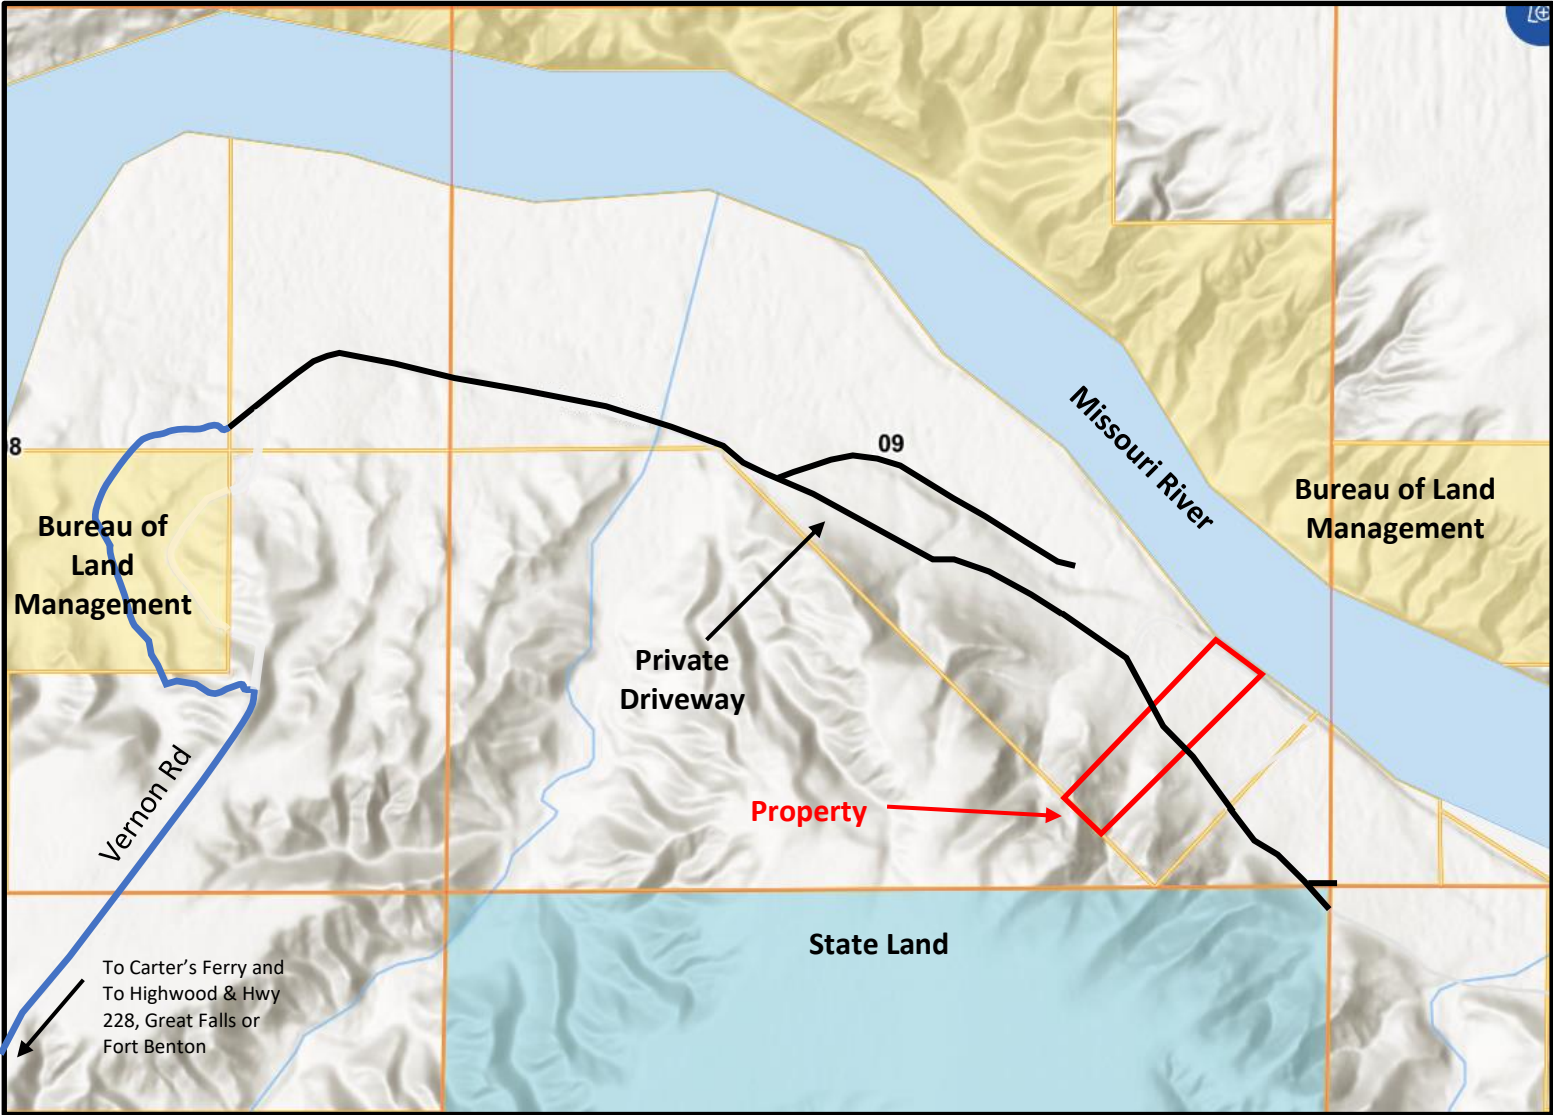 8
09
Missouri River
Bureau of Land
Management
Bureau of
Land
Management
Private
Driveway
Vernon Rd
Property
State Land
To Carter’s Ferry and
To Highwood & Hwy
228, Great Falls or
Fort Benton